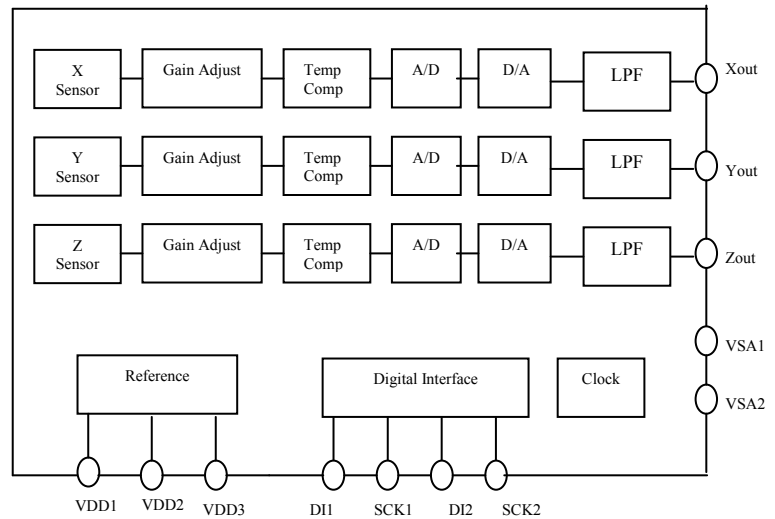 X
Sensor
Gain Adjust
Temp
Comp
A/D
D/A
LPF
Xout
Y
Sensor
Gain Adjust
Temp
Comp
A/D
D/A
LPF
Yout
Z
Sensor
Gain Adjust
Temp
Comp
A/D
D/A
LPF
Zout
VSA1
Reference
Digital Interface
Clock
VSA2
VDD1
VDD2
VDD3
DI1
SCK1
DI2
SCK2